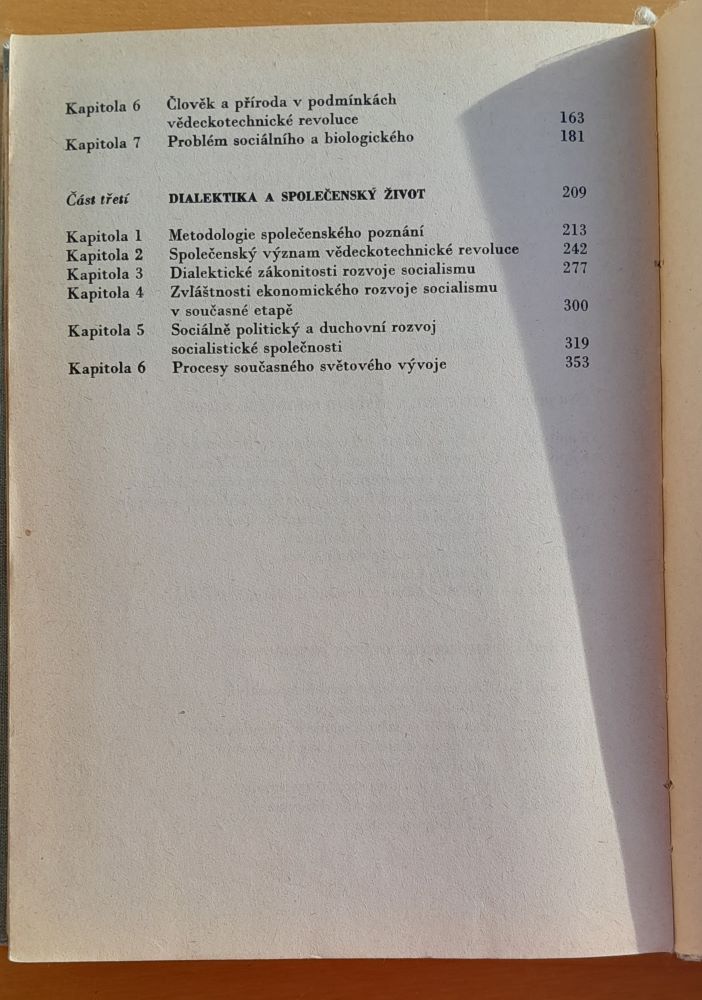 Kapitola 6 Člověk a příroda v podmínkách
vědeckotechnické revoluce 163
Kapitola 7 Problém sociálního a biologického 181
Část třetí DIALEKTIKA A SPOLEČENSKÝ ŽIVOT 209
Kapitola 1 Metodologie společenského poznání 213
Kapitola 2 Společenský význam vědeckotechnické revoluce 242
Kapitola 3 Dialektické zákonitosti rozvoje socialismu 277
Kapitola 4 Zvláštnosti ekonomického rozvoje socialismu
v současné etapě 300
Kapitola 5 Sociálně politický a duchovní rozvoj
socialistické společnosti 319
Kapitola 6 Procesy současného světového vývoje 353